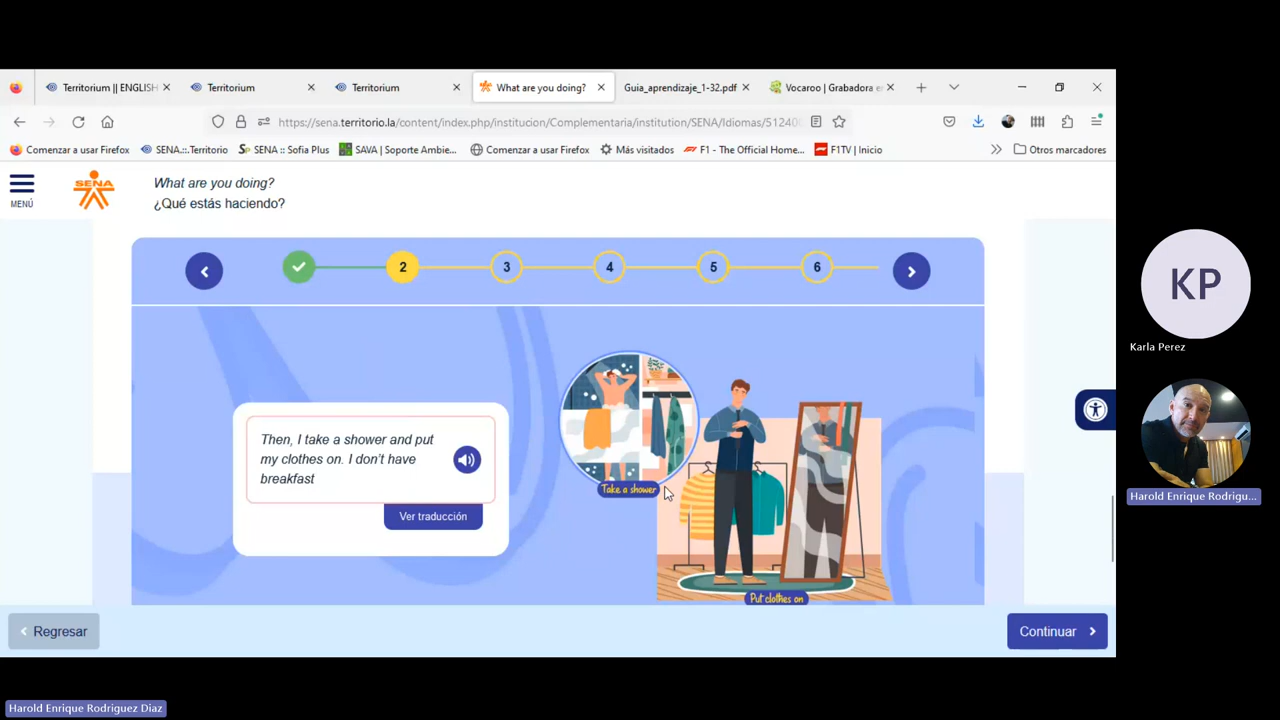 Territorium || ENGLISH
Territorium
Territorium
What are you doing?
Guia_aprendizaje_1-32.pdf
Vocaroo | Grabadora
https://sena.territorio.la/content/index.php/institucion/Complementaria/institution/SENA/Idiomas/
Comenzar a usar Firefox
SENA.::.Territorio
SENA :: Sofia Plus
SAVA | Soporte Ambie...
Comenzar a usar Firefox
Más visitados
F1 - The Official Home...
F1TV | Inicio
Otros marcadores
MENÚ
SENA
What are you doing?
¿Qué estás haciendo?
2
3
4
5
6
Then, I take a shower and put
my clothes on. I don't have
breakfast
Ver traducción
Take a shower
Put clothes on
Regresar
Continuar
KP
Karla Perez
Harold Enrique Rodrigu...
Harold Enrique Rodriguez Diaz